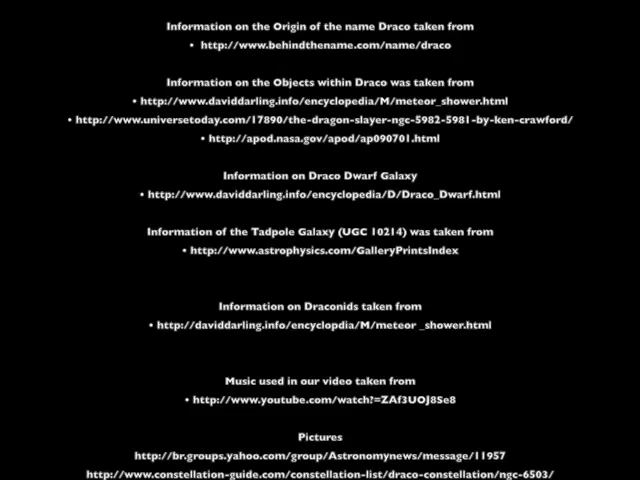 Information on the Origin of the name Draco taken from
• http://www.behindthename.com/name/draco
Information on the Objects within Draco was taken from
• http://www.daviddarling.info/encyclopedia/M/meteor_shower.html
• http://www.universetoday.com/17890/the-dragon-slayer-ngc-5982-5981-by-ken-crawford/
• http://apod.nasa.gov/apod/ap090701.html
Information on Draco Dwarf Galaxy
• http://www.daviddarling.info/encyclopedia/D/Draco_Dwarf.html
Information of the Tadpole Galaxy (UGC 10214) was taken from
• http://www.astrophysics.com/GalleryPrintsIndex
Information on Draconids taken from
• http://daviddarling.info/encyclopdia/M/meteor _shower.html
Music used in our video taken from
• http://www.youtube.com/watch?=ZAf3UOJ8Se8
Pictures
http://br.groups.yahoo.com/group/Astronomynews/message/11957
http://www.constellation-guide.com/constellation-list/draco-constellation/ngc-6503/